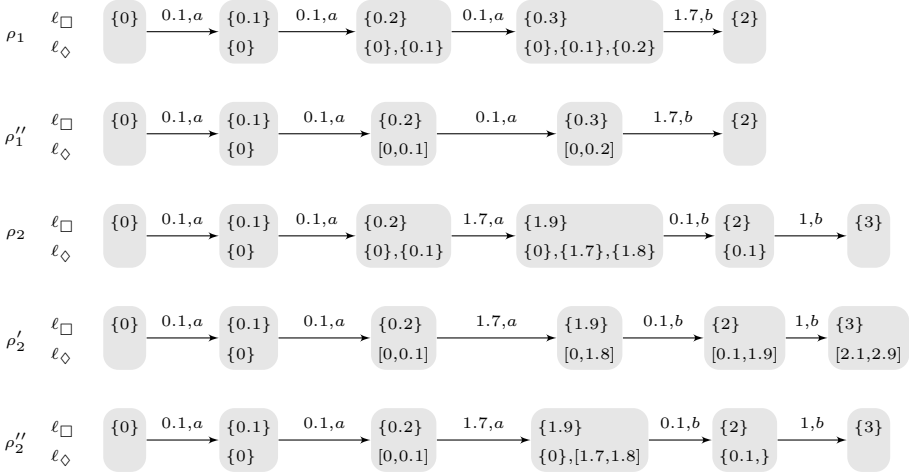 0.1,a 0.1,a 0.1,a 1.7,b
ρ1 ℓ□ {0} {0.1} {0.2} {0.3} {2}
ℓ◇ {0} {0},{0.1} {0},{0.1},{0.2}
0.1,a 0.1,a 0.1,a 1.7,b
ρ1′′ ℓ□ {0} {0.1} {0.2} {0.3} {2}
ℓ◇ {0} [0,0.1] [0,0.2]
0.1,a 0.1,a 1.7,a 0.1,b 1,b
ρ2 ℓ□ {0} {0.1} {0.2} {1.9} {2} {3}
ℓ◇ {0} {0},{0.1} {0},{1.7},{1.8} {0.1}
0.1,a 0.1,a 1.7,a 0.1,b 1,b
ρ2′ ℓ□ {0} {0.1} {0.2} {1.9} {2} {3}
ℓ◇ {0} [0,0.1] [0,1.8] [0.1,1.9] [2.1,2.9]
0.1,a 0.1,a 1.7,a 0.1,b 1,b
ρ2′′ ℓ□ {0} {0.1} {0.2} {1.9} {2} {3}
ℓ◇ {0} [0,0.1] {0},[1.7,1.8] {0.1,}